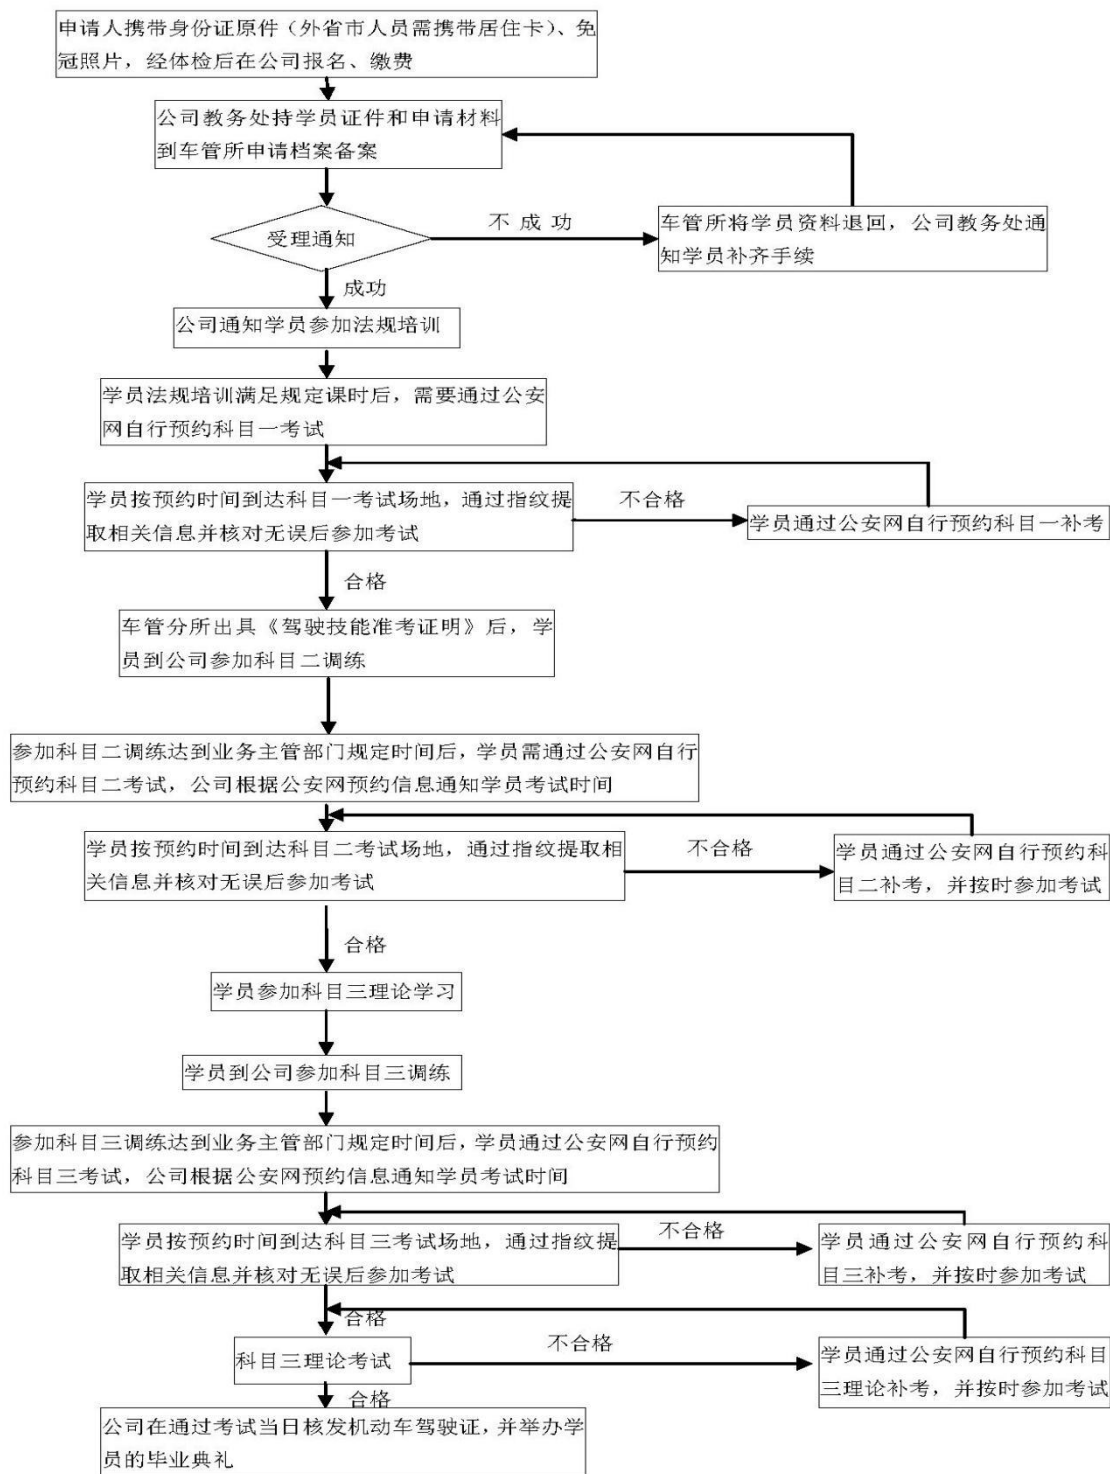 申请人携带身份证原件（外省市人员需携带居住卡）、免
冠照片，经体检后在公司报名、缴费
公司教务处持学员证件和申请材料
到车管所申请档案备案
受理通知
不 成 功
车管所将学员资料退回，公司教务处通
知学员补齐手续
成功
公司通知学员参加法规培训
学员法规培训满足规定课时后，需要通过公安
网自行预约科目一考试
学员按预约时间到达科目一考试场地，通过指纹提
取相关信息并核对无误后参加考试
不合格
学员通过公安网自行预约科目一补考
合格
车管分所出具《驾驶技能准考证明》后，学
员到公司参加科目二调练
参加科目二调练达到业务主管部门规定时间后，学员需通过公安网自行
预约科目二考试，公司根据公安网预约信息通知学员考试时间
学员按预约时间到达科目二考试场地，通过指纹提取相
关信息并核对无误后参加考试
不合格
学员通过公安网自行预约科
目二补考，并按时参加考试
合格
学员参加科目三理论学习
学员到公司参加科目三调练
参加科目三调练达到业务主管部门规定时间后，学员通过公安网自行预约
科目三考试，公司根据公安网预约信息通知学员考试时间
学员按预约时间到达科目三考试场地，通过指纹提
取相关信息并核对无误后参加考试
不合格
学员通过公安网自行预约科
目三补考，并按时参加考试
合格
科目三理论考试
不合格
学员通过公安网自行预约科目
三理论补考，并按时参加考试
合格
公司在通过考试当日核发机动车驾驶证，并举办学
员的毕业典礼